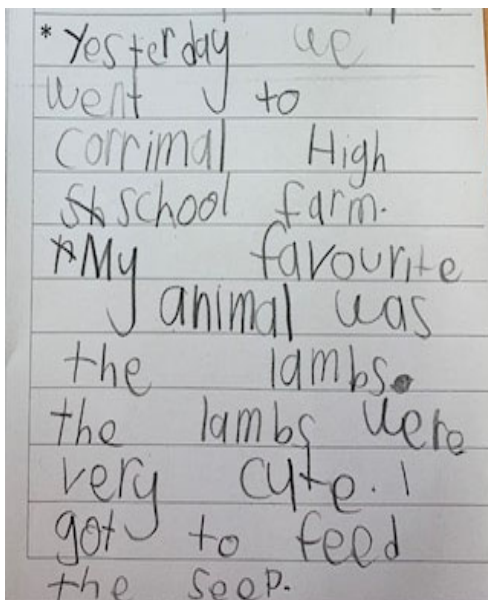 * Yesterday we
went to
Corrimal High
School farm.
* My favourite
animal was
the lambs.
the lambs were
very cute. I
got to feed
the seep.